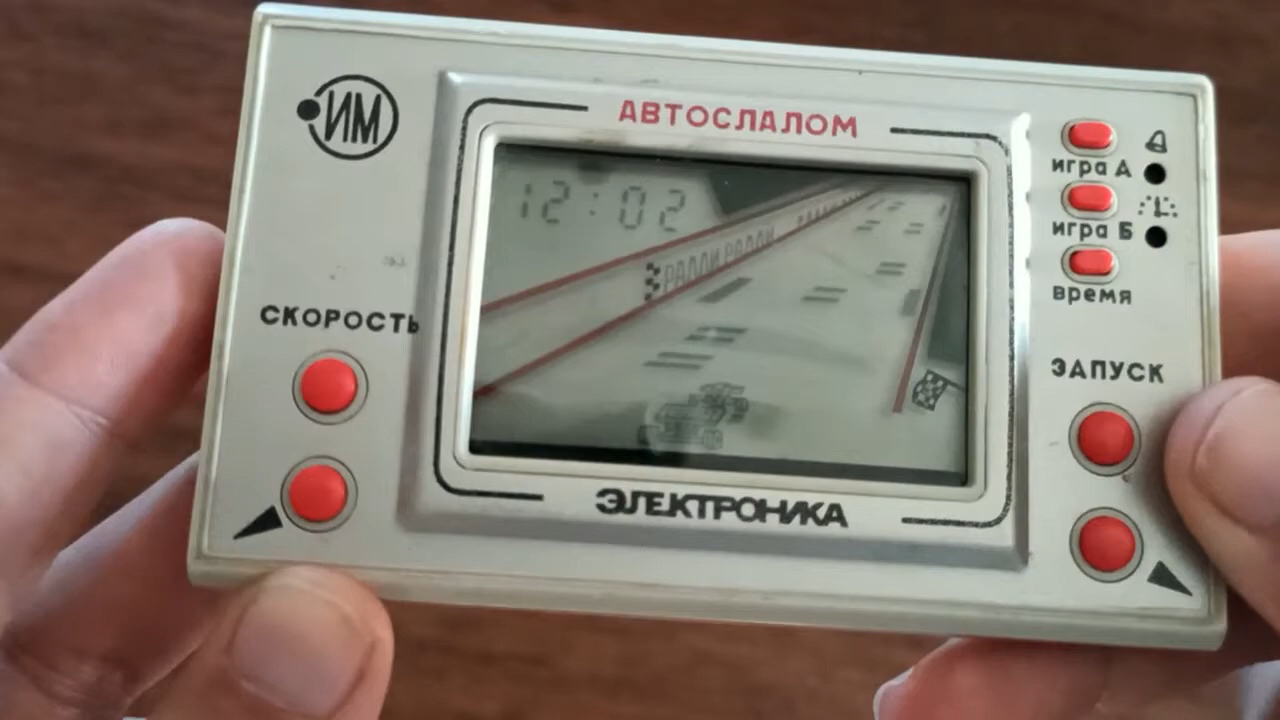 ИМ
АВТОСЛАЛОМ
12:02
РАЛЛИ РАЛЛИ
игра А
игра Б
время
СКОРОСТЬ
ЗАПУСК
ЭЛЕКТРОНИКА